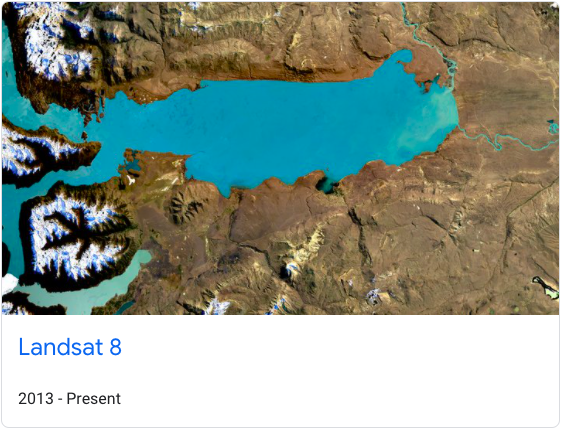 Landsat 8
2013 - Present